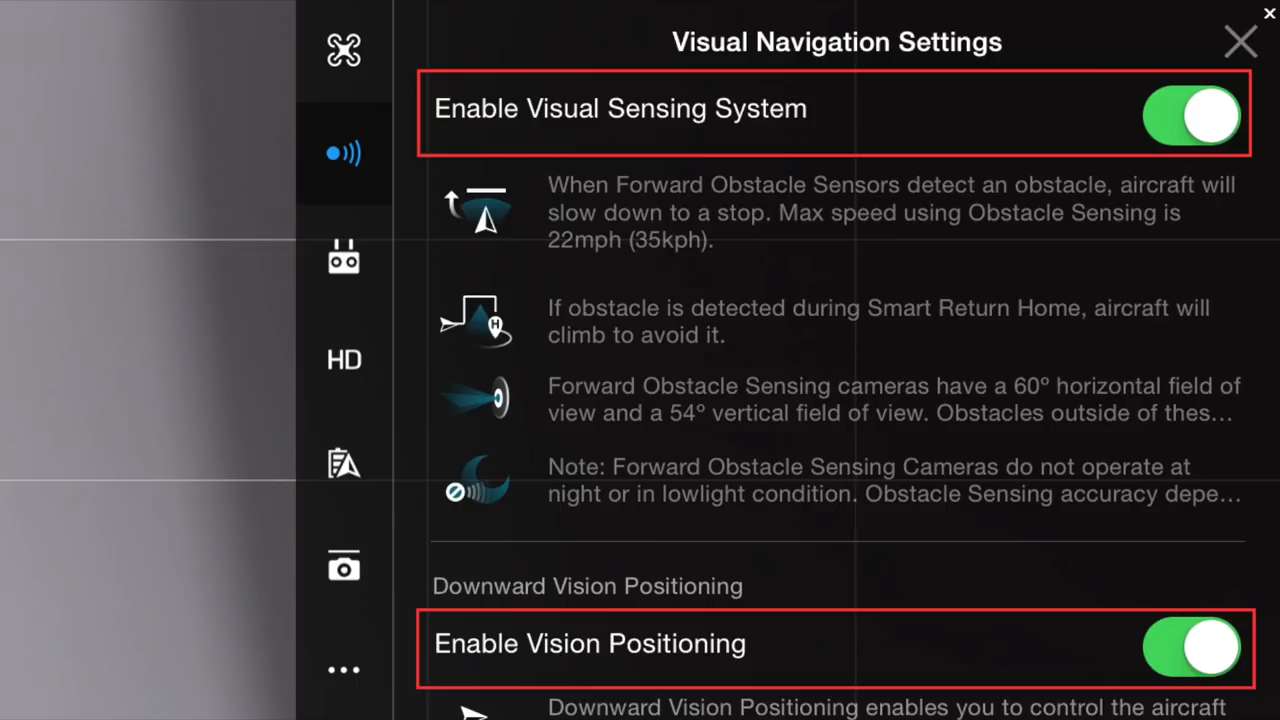 Visual Navigation Settings
Enable Visual Sensing System
When Forward Obstacle Sensors detect an obstacle, aircraft will
slow down to a stop. Max speed using Obstacle Sensing is
22mph (35kph).
If obstacle is detected during Smart Return Home, aircraft will
climb to avoid it.
H
Forward Obstacle Sensing cameras have a 60º horizontal field of
view and a 54º vertical field of view. Obstacles outside of thes...
HD
Note: Forward Obstacle Sensing Cameras do not operate at
night or in lowlight condition. Obstacle Sensing accuracy depe...
Downward Vision Positioning
Enable Vision Positioning
Downward Vision Positioning enables you to control the aircraft